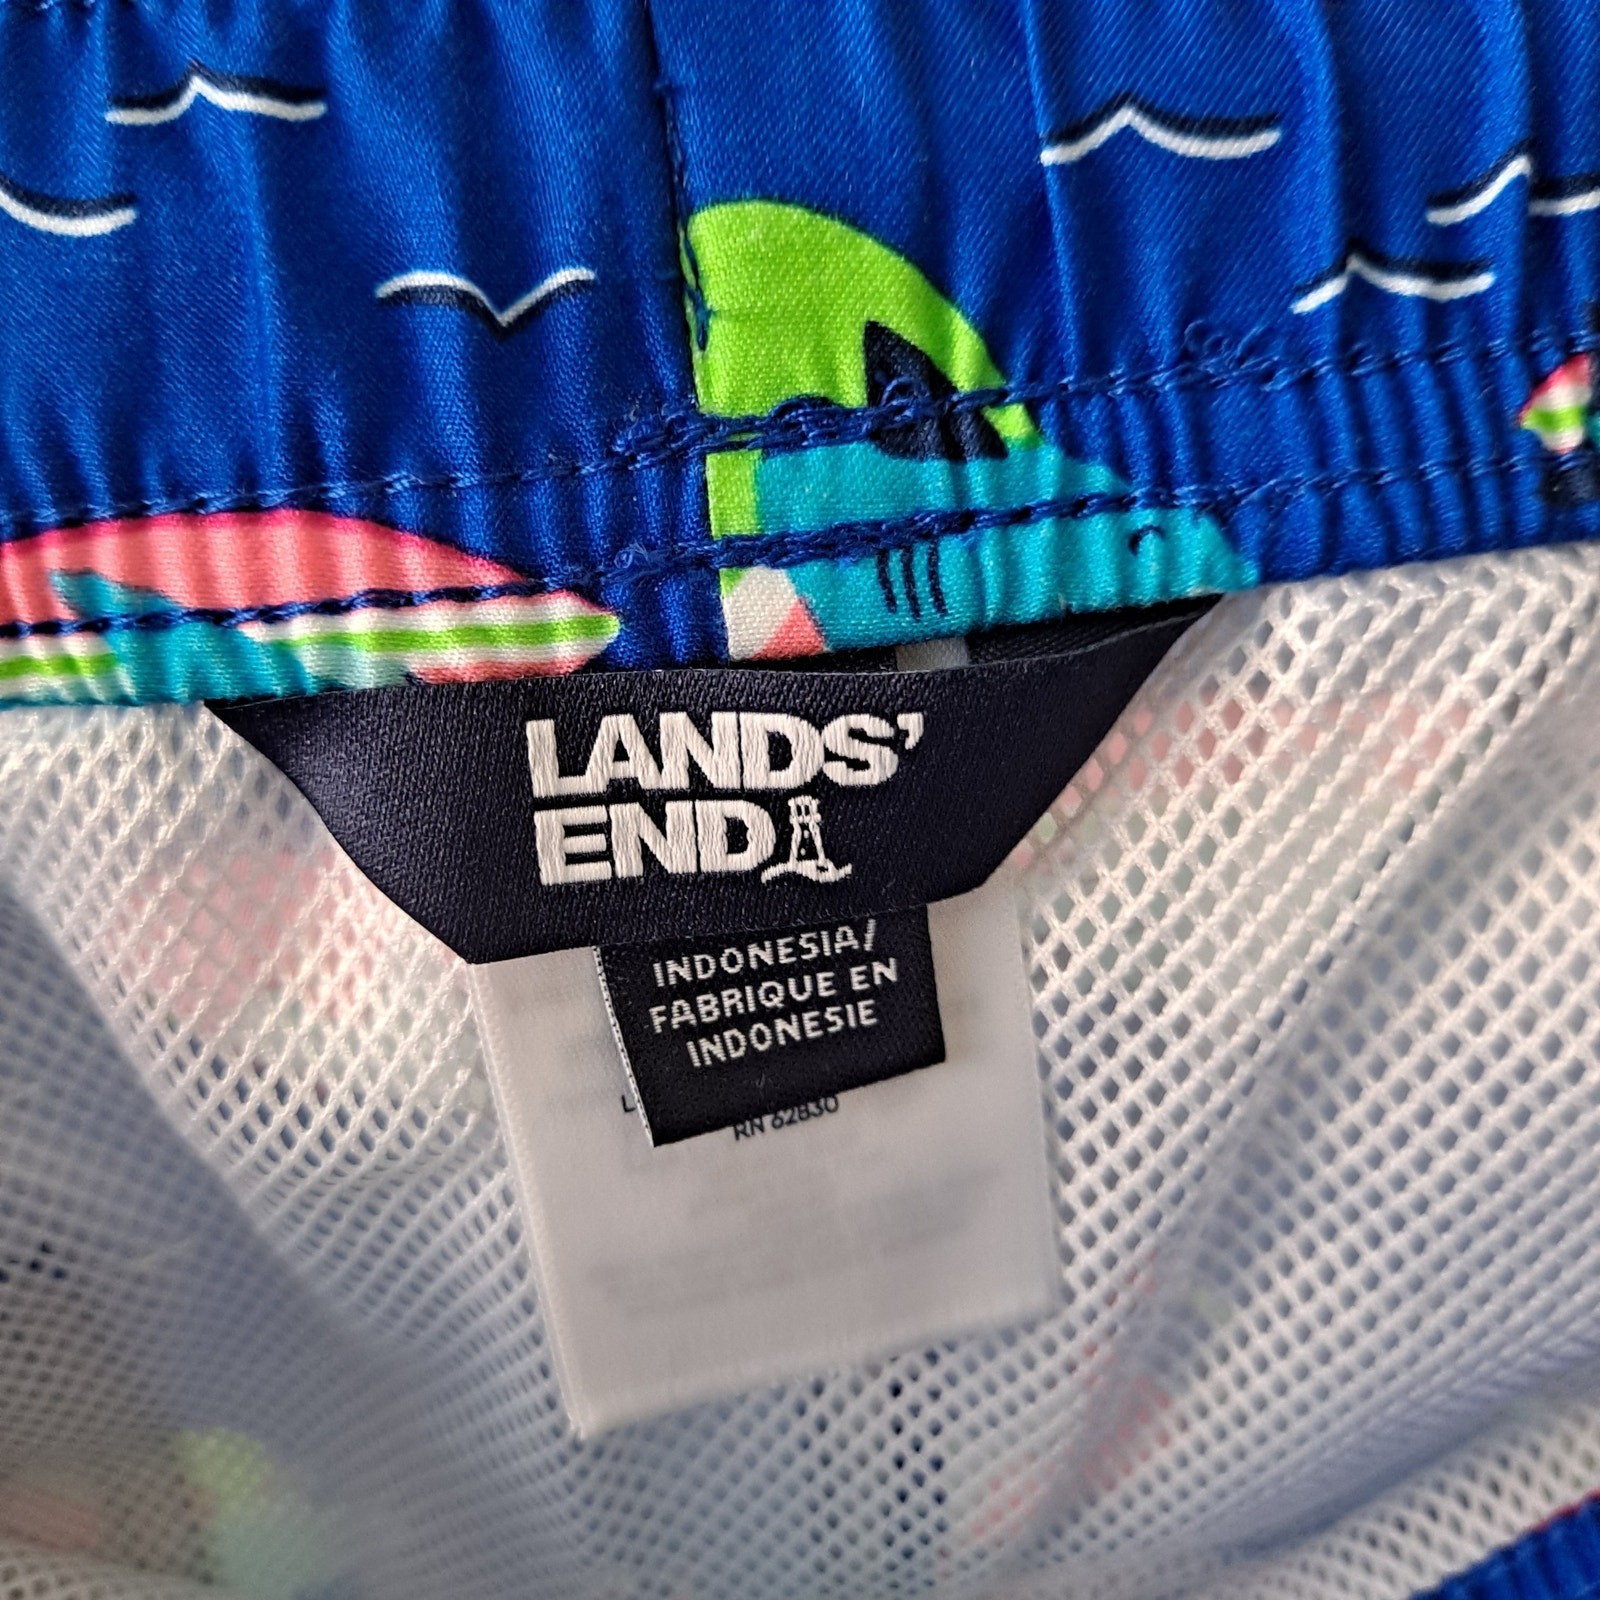 LANDS'
END
INDONESIA/
FABRIQUE EN
INDONESIE
RN 62830